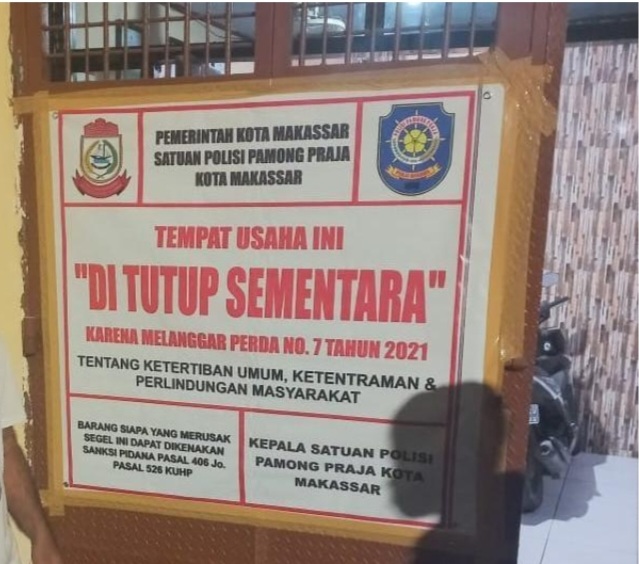 PEMERINTAH KOTA MAKASSAR
SATUAN POLISI PAMONG PRAJA
KOTA MAKASSAR
TEMPAT USAHA INI
"DI TUTUP SEMENTARA"
KARENA MELANGGAR PERDA NO. 7 TAHUN 2021
TENTANG KETERTIBAN UMUM, KETENTRAMAN &
PERLINDUNGAN MASYARAKAT
BARANG SIAPA YANG MERUSAK
SEGEL INI DAPAT DIKENAKAN
SANKSI PIDANA PASAL 406 Jo.
PASAL 526 KUHP
KEPALA SATUAN POLISI
PAMONG PRAJA KOTA
MAKASSAR